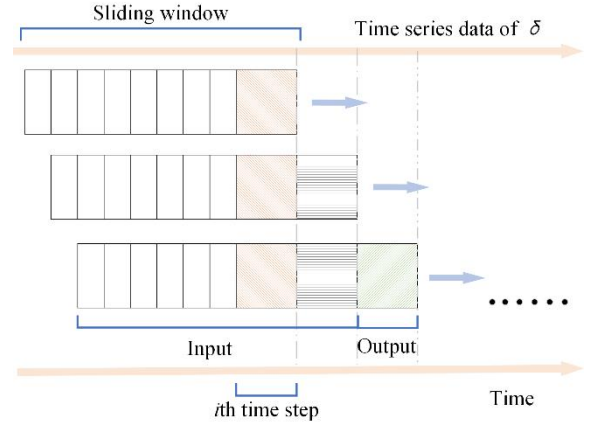 Sliding window
Time series data of δ
......
Input
Output
ith time step
Time